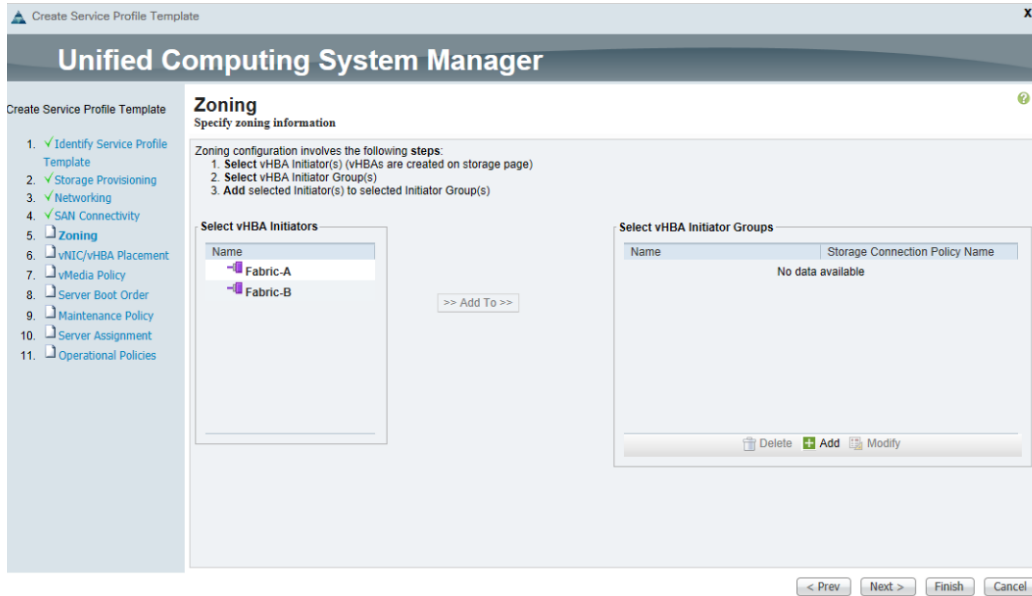 Create Service Profile Template
x
Unified Computing System Manager
Create Service Profile Template
1. Identify Service Profile
Template
2. Storage Provisioning
3. Networking
4. SAN Connectivity
5. Zoning
6. vNIC/vHBA Placement
7. vMedia Policy
8. Server Boot Order
9. Maintenance Policy
10. Server Assignment
11. Operational Policies
Zoning
Specify zoning information
?
Zoning configuration involves the following steps:
1. Select vHBA Initiator(s) (vHBAs are created on storage page)
2. Select vHBA Initiator Group(s)
3. Add selected Initiator(s) to selected Initiator Group(s)
Select vHBA Initiators
Name
Fabric-A
Fabric-B
>> Add To >>
Select vHBA Initiator Groups
Name Storage Connection Policy Name
No data available
Delete Add Modify
< Prev Next > Finish Cancel